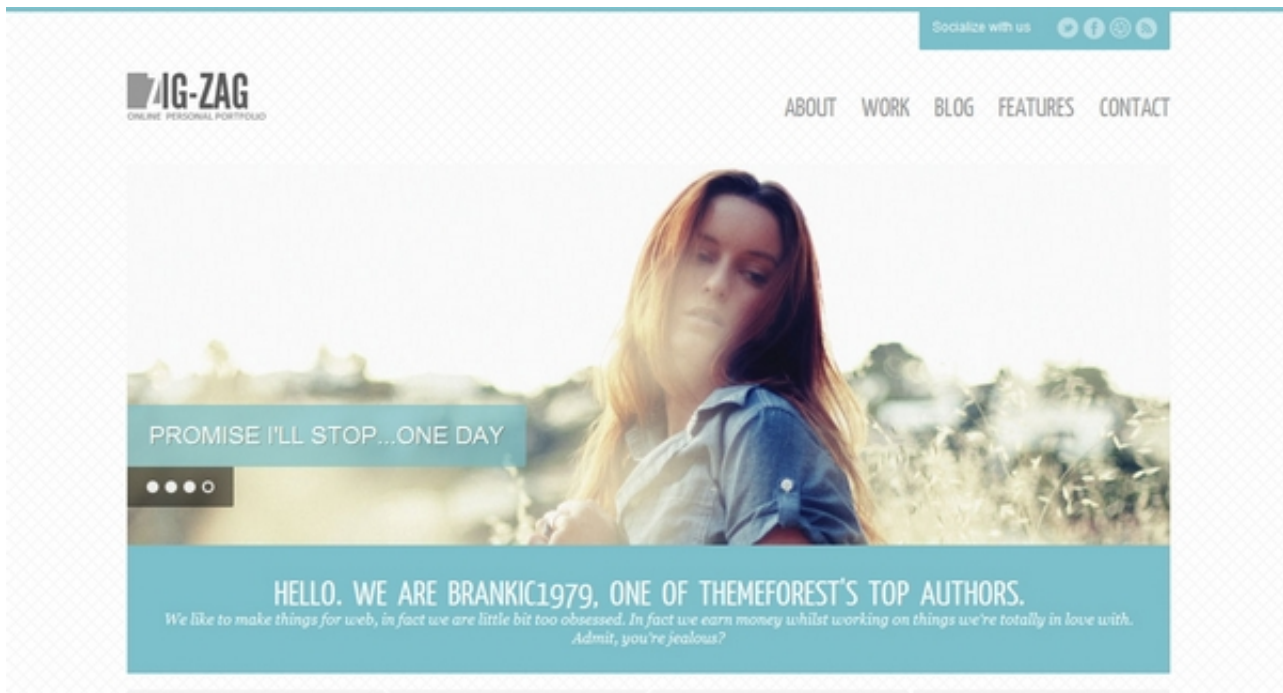 Socialize with us
ZIG-ZAG
ONLINE PERSONAL PORTFOLIO
ABOUT WORK BLOG FEATURES CONTACT
PROMISE I'LL STOP...ONE DAY
HELLO. WE ARE BRANKIC1979, ONE OF THEMEFOREST'S TOP AUTHORS.
We like to make things for web, in fact we are little bit too obsessed. In fact we earn money whilst working on things we're totally in love with.
Admit, you're jealous?